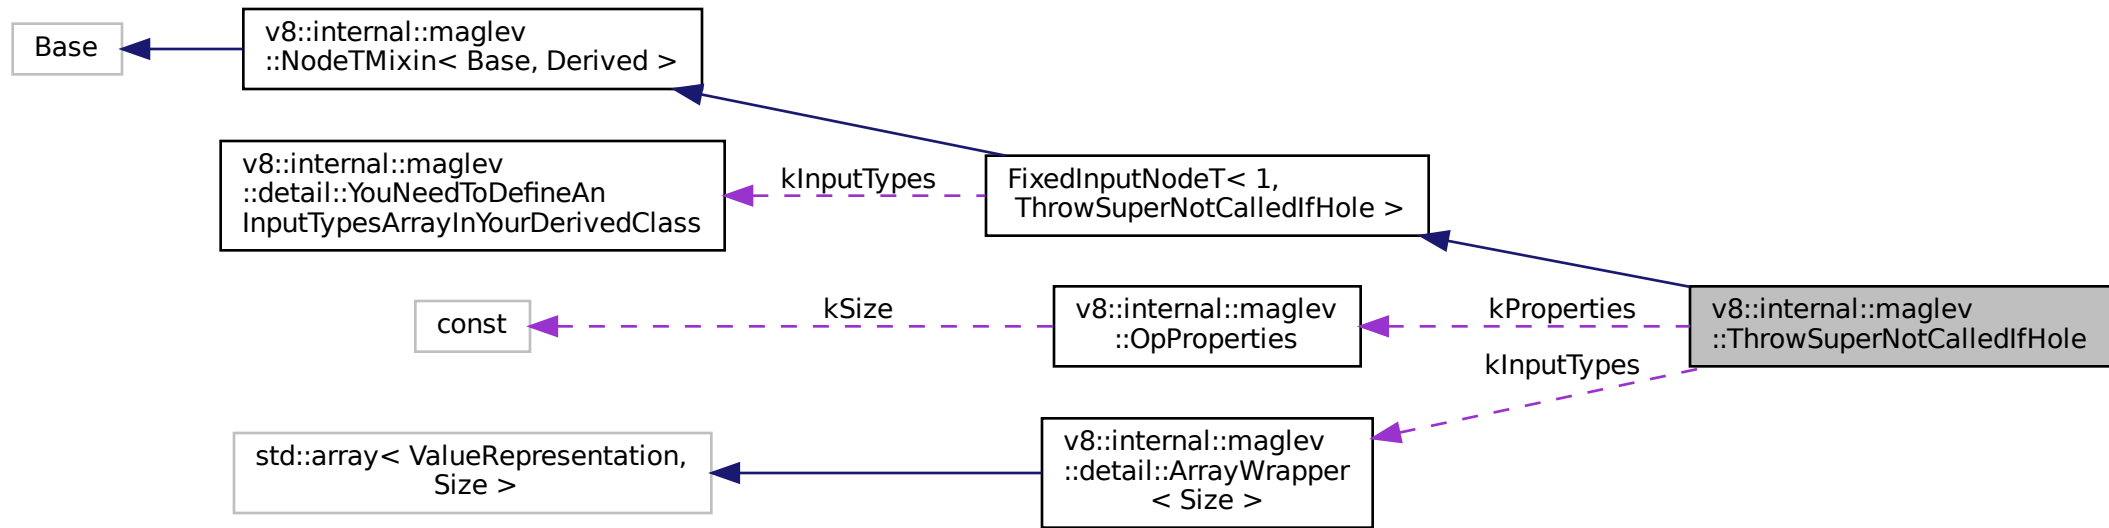 Base
v8::internal::maglev
::NodeTMixin< Base, Derived >
v8::internal::maglev
::detail::YouNeedToDefineAn
InputTypesArrayInYourDerivedClass
kInputTypes
FixedInputNodeT< 1,
ThrowSuperNotCalledIfHole >
const
kSize
v8::internal::maglev
::OpProperties
kProperties
v8::internal::maglev
::ThrowSuperNotCalledIfHole
kInputTypes
std::array< ValueRepresentation,
Size >
v8::internal::maglev
::detail::ArrayWrapper
< Size >